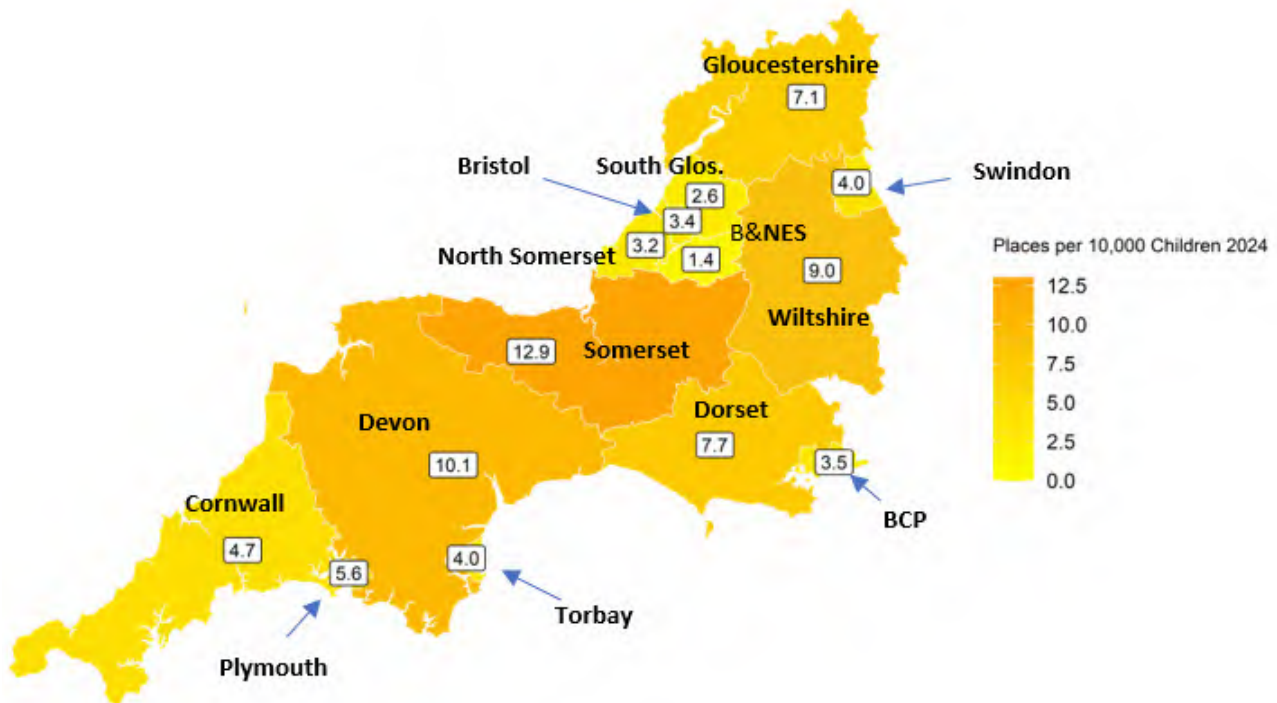 Gloucestershire
7.1
Bristol
South Glos.
Swindon
4.0
2.6
3.4
B&NES
3.2
North Somerset
1.4
9.0
Places per 10,000 Children 2024
12.5
10.0
7.5
5.0
2.5
0.0
Wiltshire
12.9
Somerset
Devon
Dorset
10.1
7.7
3.5
BCP
Cornwall
4.7
5.6
4.0
Torbay
Plymouth